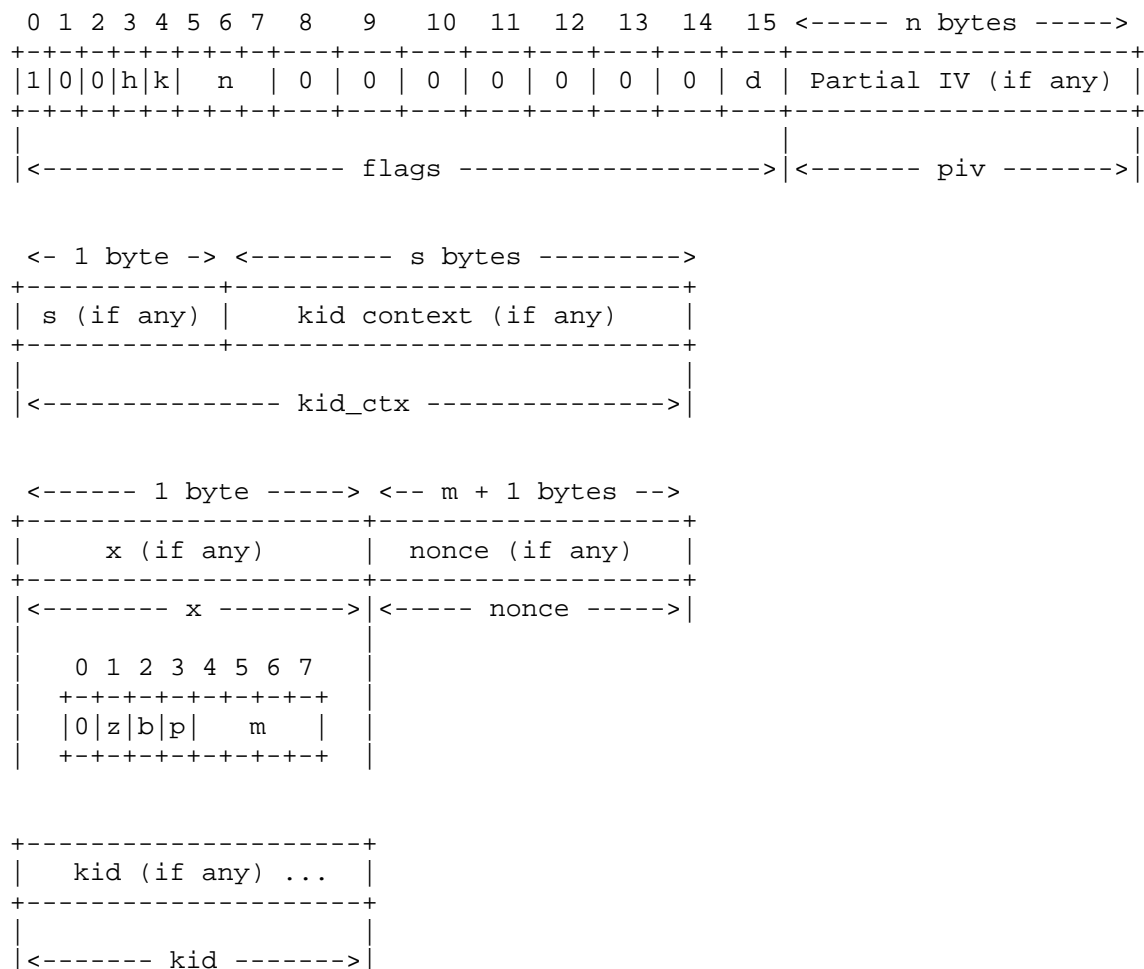 0 1 2 3 4 5 6 7  8   9   10  11  12  13  14  15 <----- n bytes ----->
+-+-+-+-+-+-+-+-+---+---+---+---+---+---+---+---+---------------------+
|1|0|0|h|k|  n  | 0 | 0 | 0 | 0 | 0 | 0 | 0 | d | Partial IV (if any) |
+-+-+-+-+-+-+-+-+---+---+---+---+---+---+---+---+---------------------+
|                                               |                     |
|<------------------- flags ------------------->|<------- piv ------->|
 <- 1 byte -> <--------- s bytes --------->
+------------+----------------------------+
| s (if any) |    kid context (if any)    |
+------------+----------------------------+
|                                         |
|<--------------- kid_ctx --------------->|
 <------ 1 byte -----> <-- m + 1 bytes -->
+---------------------+-------------------+
|     x (if any)      |  nonce (if any)   |
+---------------------+-------------------+
|<-------- x -------->|<----- nonce ----->|
|                     |
|   0 1 2 3 4 5 6 7   |
|  +-+-+-+-+-+-+-+-+  |
|  |0|z|b|p|   m   |  |
|  +-+-+-+-+-+-+-+-+  |
+---------------------+
|   kid (if any) ...  |
+---------------------+
|                     |
|<------- kid ------->|